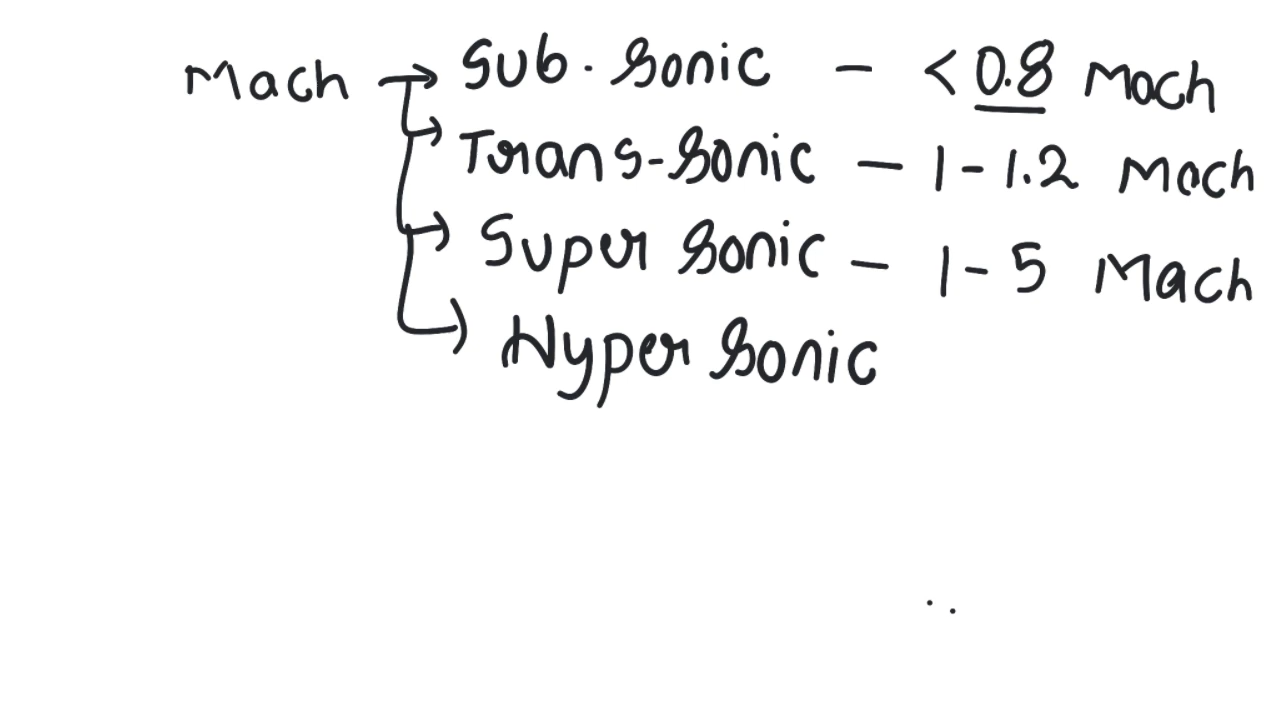 Mach → Sub-Sonic - < 0.8 Mach
→ Trans-Sonic - 1 - 1.2 Mach
→ Super Sonic - 1 - 5 Mach
→ Hyper Sonic